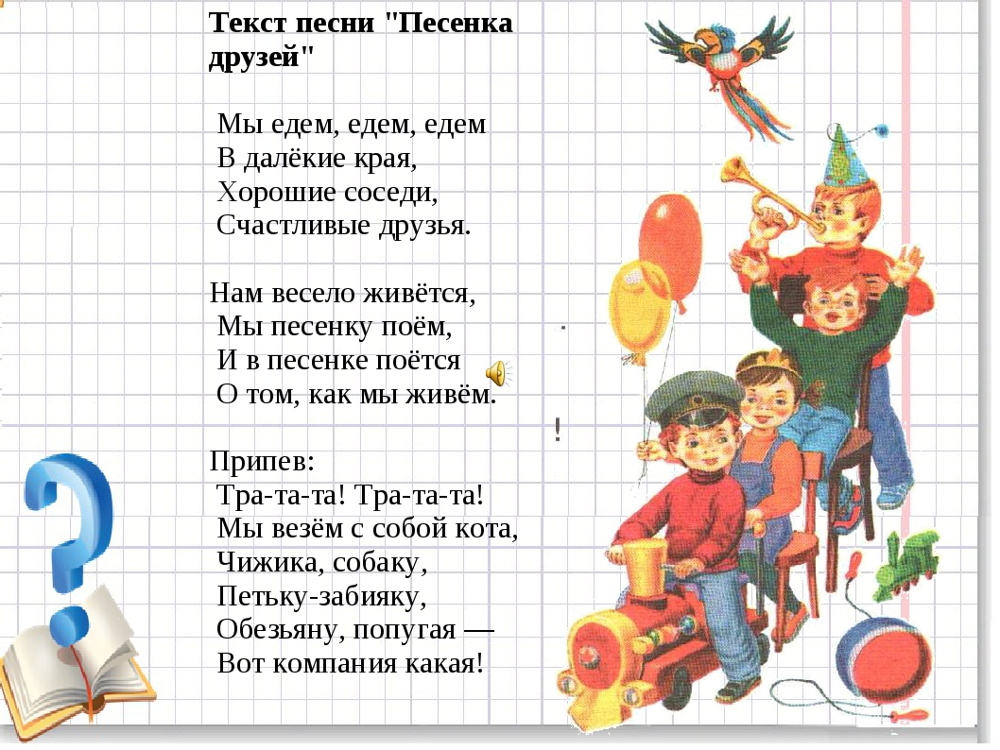 Текст песни "Песенка
друзей"
Мы едем, едем, едем
В далёкие края,
Хорошие соседи,
Счастливые друзья.
Нам весело живётся,
Мы песенку поём,
И в песенке поётся
О том, как мы живём.
Припев:
Тра-та-та! Тра-та-та!
Мы везём с собой кота,
Чижика, собаку,
Петьку-забияку,
Обезьяну, попугая —
Вот компания какая!
.
!